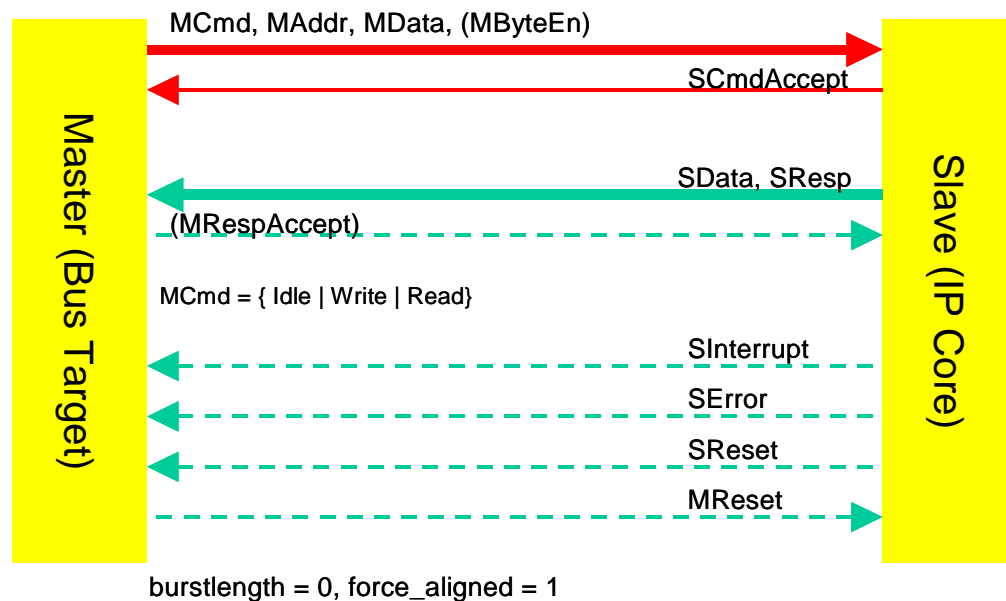 MCmd, MAddr, MData, (MByteEn)
SCmdAccept
Master (Bus Target)
Slave (IP Core)
SData, SResp
(MRespAccept)
MCmd = { Idle | Write | Read}
SInterrupt
SError
SReset
MReset
burstlength = 0, force_aligned = 1